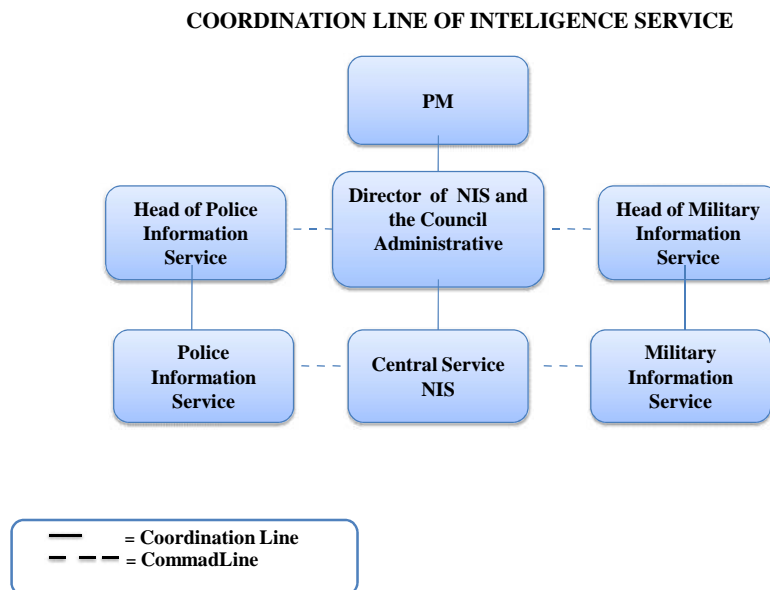 COORDINATION LINE OF INTELIGENCE SERVICE
PM
Head of Police
Information
Service
Director of NIS and
the Council
Administrative
Head of Military
Information
Service
Police
Information
Service
Central Service
NIS
Military
Information
Service
= Coordination Line
= CommadLine